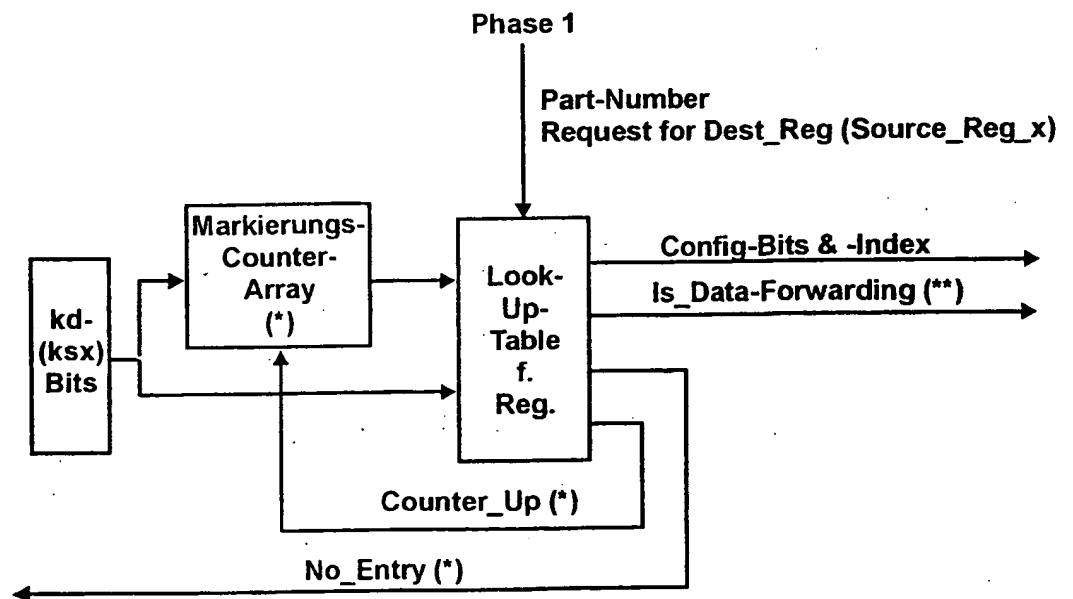 Phase 1
Part-Number
Request for Dest_Reg (Source_Reg_x)
Markierungs-
Counter-
Array
(*)
kd-
(ksx)
Bits
Look-
Up-
Table
f.
Reg.
Config-Bits & -Index
Is_Data-Forwarding (**)
Counter_Up (*)
No_Entry (*)